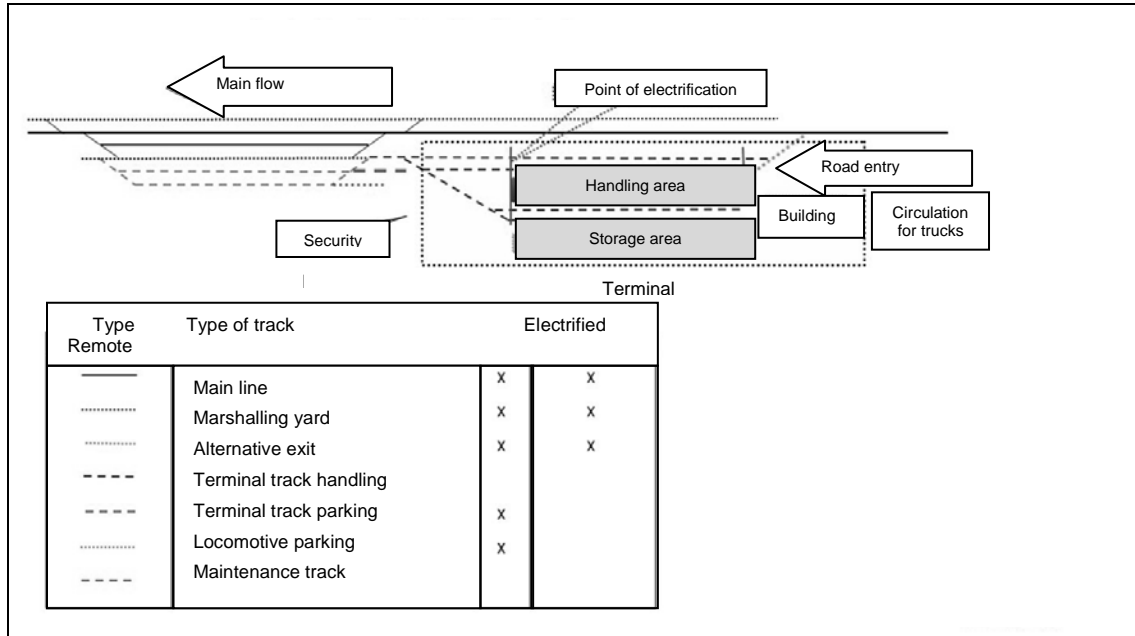 Main flow
Point of electrification
Road entry
Handling area
Building
Circulation
for trucks
Security
Storage area
Terminal
Type
Remote
Type of track
Electrified
Main line
x x
Marshalling yard
x x
Alternative exit
x x
Terminal track handling
Terminal track parking
x
Locomotive parking
x
Maintenance track